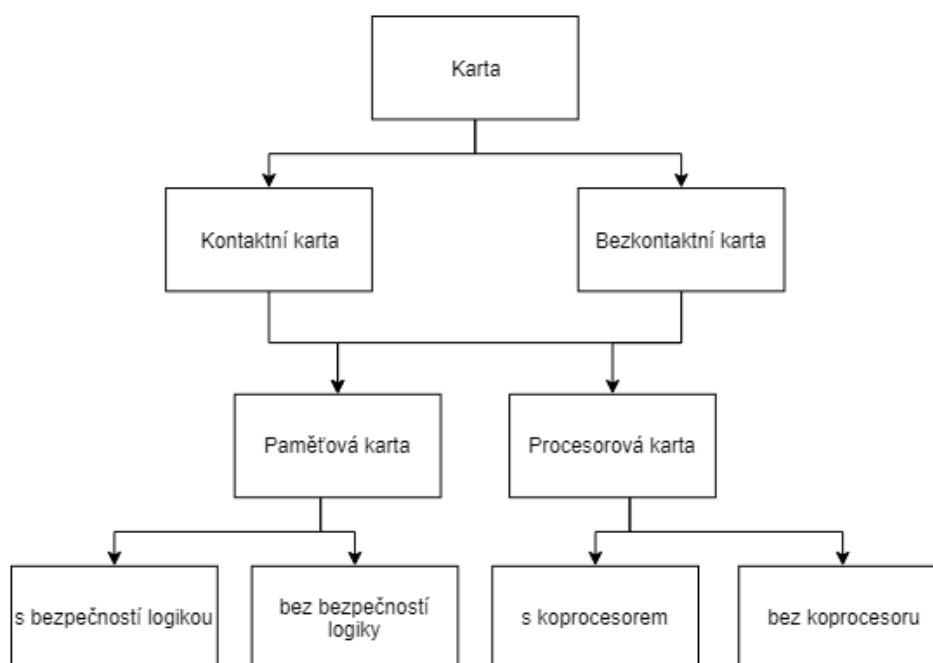 Karta
Kontaktní karta
Bezkontaktní karta
Paměťová karta
Procesorová karta
s bezpečností logikou
bez bezpečností
logiky
s koprocesorem
bez koprocesoru